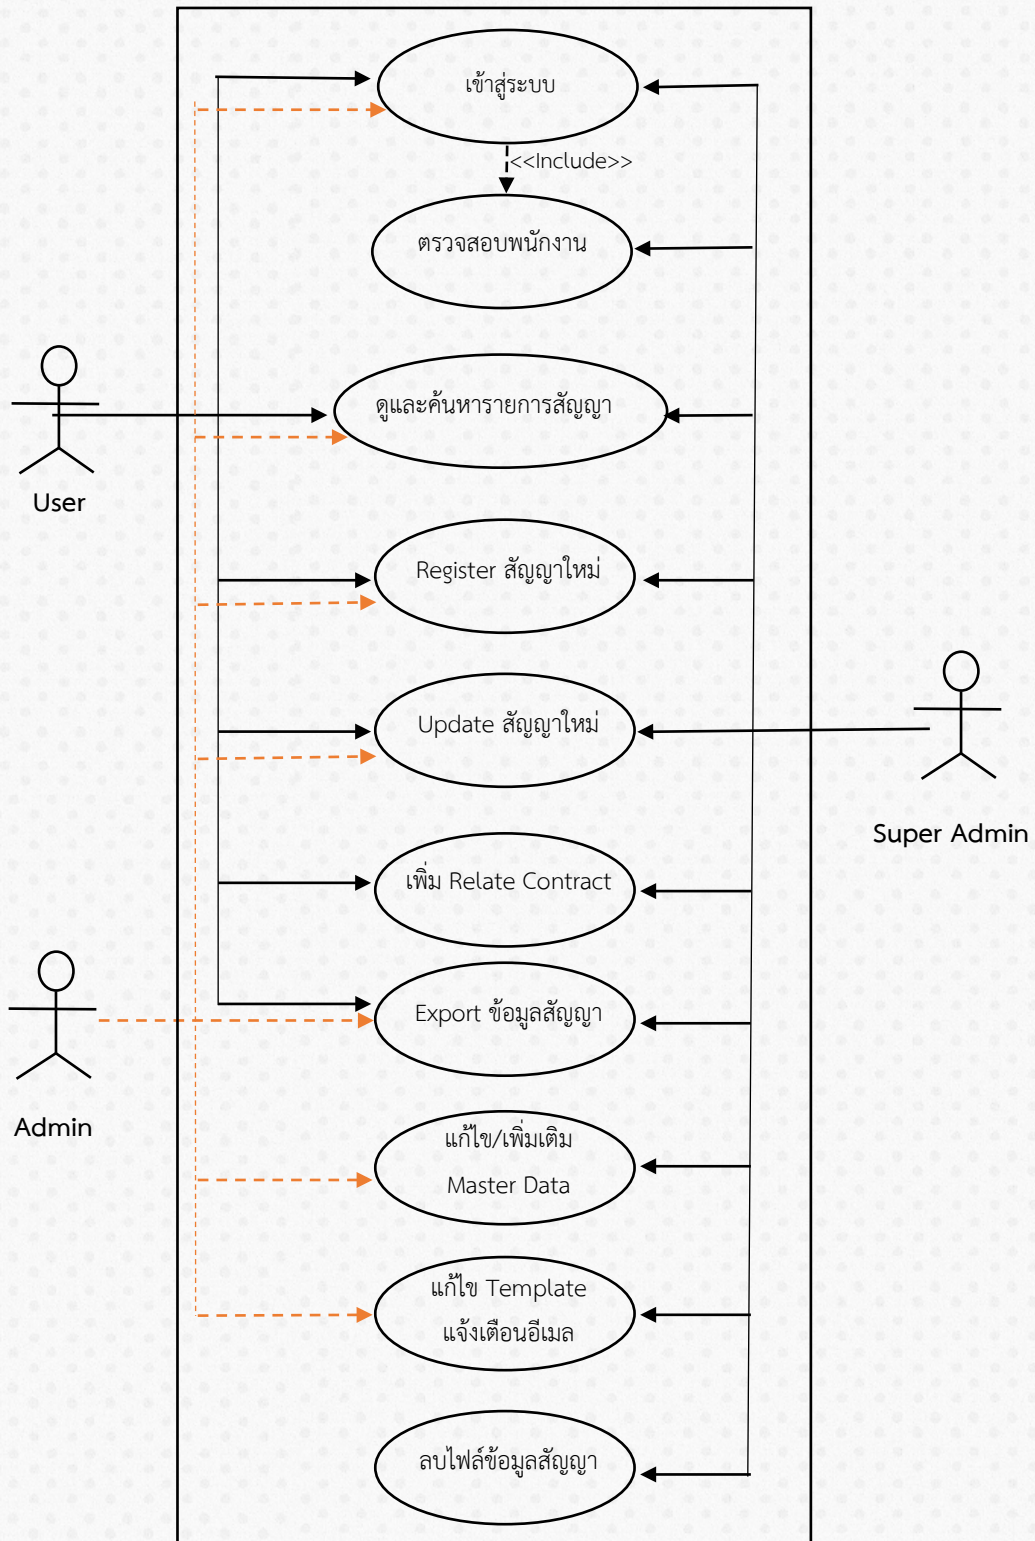 เข้าสู่ระบบ
<<Include>>
ตรวจสอบพนักงาน
ดูและค้นหารายการสัญญา
User
Register สัญญาใหม่
Update สัญญาใหม่
Super Admin
เพิ่ม Relate Contract
Export ข้อมูลสัญญา
Admin
แก้ไข/เพิ่มเติม
Master Data
แก้ไข Template
แจ้งเตือนอีเมล
ลบไฟล์ข้อมูลสัญญา